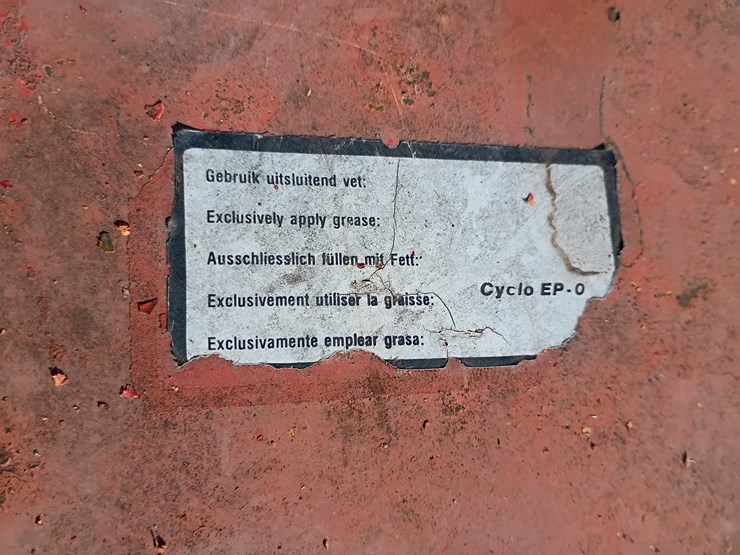 Gebruik uitsluitend vet:
Exclusively apply grease:
Ausschliesslich füllen mit Fett:
Exclusivement utiliser la graisse:
Cyclo EP-0
Exclusivamente emplear grasa: